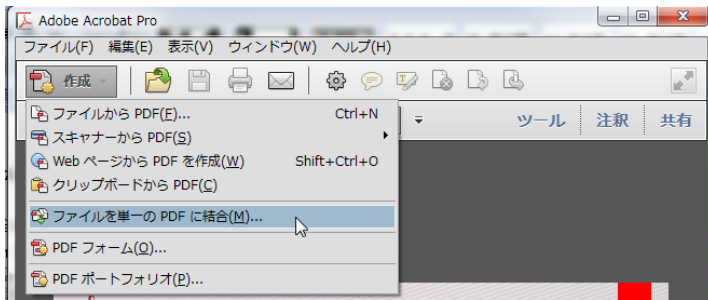 Adobe Acrobat Pro
ファイル(F) 編集(E) 表示(V) ウィンドウ(W) ヘルプ(H)
作成
ファイルから PDF(F)... Ctrl+N
スキャナーから PDF(S)
Web ページから PDF を作成(W) Shift+Ctrl+O
クリップボードから PDF(C)
ファイルを単一の PDF に結合(M)...
PDF フォーム(O)...
PDF ポートフォリオ(P)...
ツール 注釈 共有